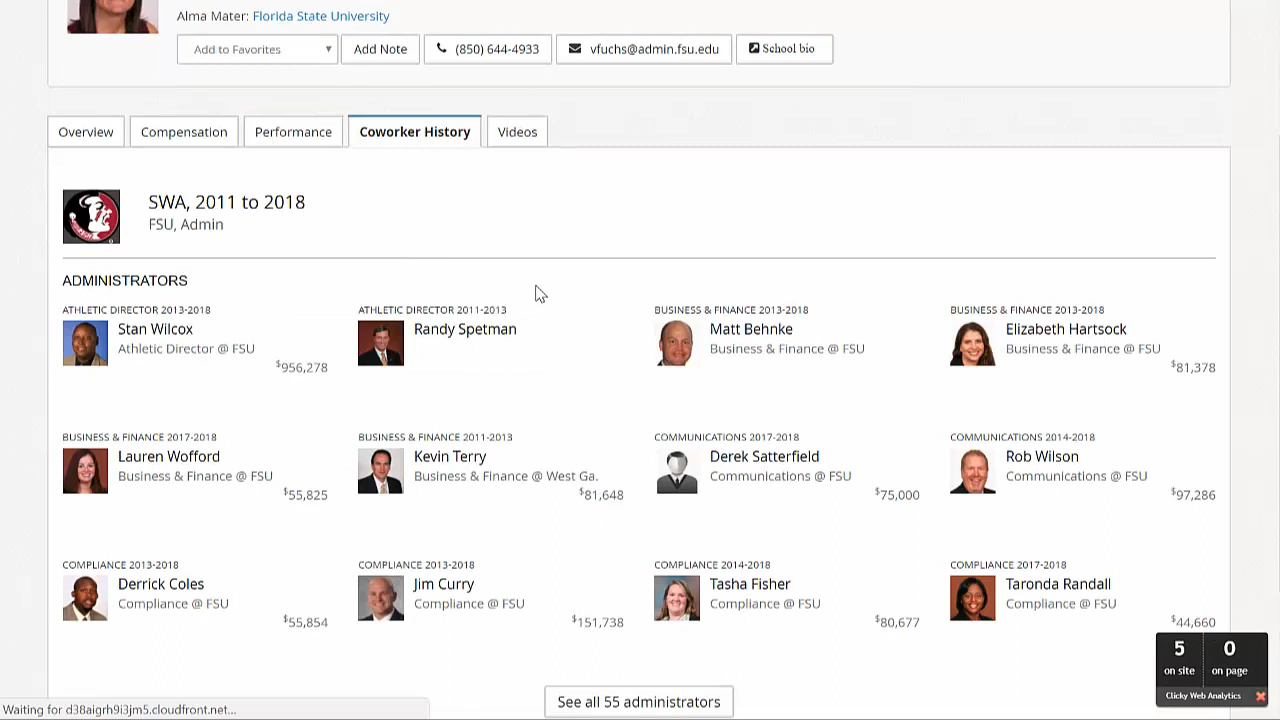 Alma Mater: Florida State University
Add to Favorites ▼ Add Note (850) 644-4933 vfuchs@admin.fsu.edu School bio
Overview Compensation Performance Coworker History Videos
SWA, 2011 to 2018
FSU, Admin
ADMINISTRATORS
ATHLETIC DIRECTOR 2013-2018 ATHLETIC DIRECTOR 2011-2013 BUSINESS & FINANCE 2013-2018 BUSINESS & FINANCE 2013-2018
Stan Wilcox Randy Spetman Matt Behnke Elizabeth Hartsock
Athletic Director @ FSU Business & Finance @ FSU Business & Finance @ FSU
$956,278 $81,378
BUSINESS & FINANCE 2017-2018 BUSINESS & FINANCE 2011-2013 COMMUNICATIONS 2017-2018 COMMUNICATIONS 2014-2018
Lauren Wofford Kevin Terry Derek Satterfield Rob Wilson
Business & Finance @ FSU Business & Finance @ West Ga. Communications @ FSU Communications @ FSU
$55,825 $81,648 $75,000 $97,286
COMPLIANCE 2013-2018 COMPLIANCE 2013-2018 COMPLIANCE 2014-2018 COMPLIANCE 2017-2018
Derrick Coles Jim Curry Tasha Fisher Taronda Randall
Compliance @ FSU Compliance @ FSU Compliance @ FSU Compliance @ FSU
$55,854 $151,738 $80,677 $44,660
5 0
on site on page
Clicky Web Analytics
See all 55 administrators
Waiting for d38aigrh9i3jm5.cloudfront.net...